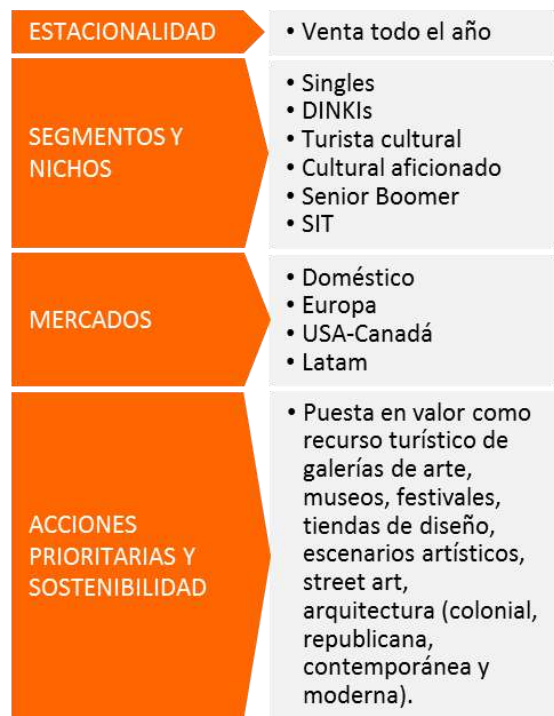 ESTACIONALIDAD
• Venta todo el año
SEGMENTOS Y
NICHOS
• Singles
• DINKIs
• Turista cultural
• Cultural aficionado
• Senior Boomer
• SIT
MERCADOS
• Doméstico
• Europa
• USA-Canadá
• Latam
ACCIONES
PRIORITARIAS Y
SOSTENIBILIDAD
• Puesta en valor como
recurso turístico de
galerías de arte,
museos, festivales,
tiendas de diseño,
escenarios artísticos,
street art,
arquitectura (colonial,
republicana,
contemporánea y
moderna).